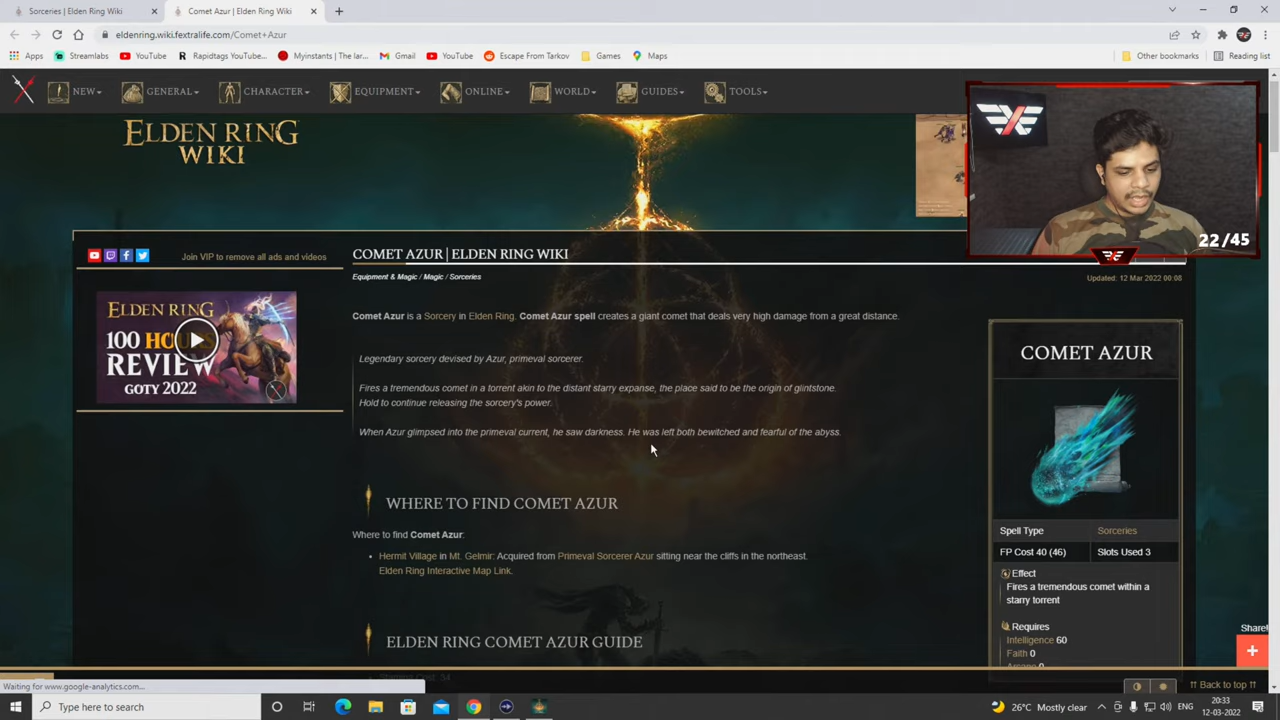 Sorceries | Elden Ring Wiki
Comet Azur | Elden Ring Wiki
eldenring.wiki.fextralife.com/Comet+Azur
Apps
Streamlabs
YouTube
Rapidtags YouTube...
Myinstants | The lar...
Gmail
YouTube
Escape From Tarkov
Games
Maps
Other bookmarks
Reading list
NEW
GENERAL
CHARACTER
EQUIPMENT
ONLINE
WORLD
GUIDES
TOOLS
ELDEN RING
WIKI
22/45
Join VIP to remove all ads and videos
COMET AZUR | ELDEN RING WIKI
Equipment & Magic / Magic / Sorceries
Updated: 12 Mar 2022 00:08
ELDEN RING
100 HOURS
REVIEW
GOTY 2022
Comet Azur is a Sorcery in Elden Ring. Comet Azur spell creates a giant comet that deals very high damage from a great distance.
Legendary sorcery devised by Azur, primeval sorcerer.
Fires a tremendous comet in a torrent akin to the distant starry expanse, the place said to be the origin of glintstone.
Hold to continue releasing the sorcery's power.
When Azur glimpsed into the primeval current, he saw darkness. He was left both bewitched and fearful of the abyss.
WHERE TO FIND COMET AZUR
Where to find Comet Azur:
Hermit Village in Mt. Gelmir: Acquired from Primeval Sorcerer Azur sitting near the cliffs in the northeast.
Elden Ring Interactive Map Link.
ELDEN RING COMET AZUR GUIDE
Stamina Cost: 34
COMET AZUR
Spell Type
Sorceries
FP Cost 40 (46)
Slots Used 3
Effect
Fires a tremendous comet within a
starry torrent
Requires
Intelligence 60
Faith 0
Arcane 0
Share!
Back to top
Waiting for www.google-analytics.com...
Type here to search
26°C Mostly clear
ENG
20:33
12-03-2022